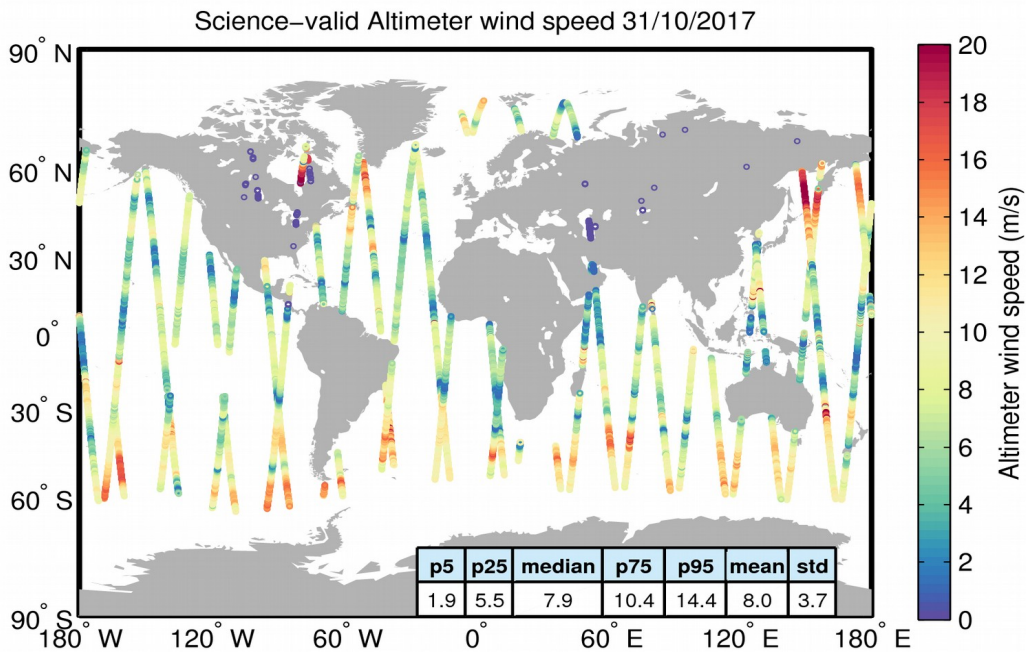 Science−valid Altimeter wind speed 31/10/2017
90° N
60° N
30° N
0°
30° S
60° S
90° S
180° W
120° W
60° W
0°
60° E
120° E
180° E
p5 p25 median p75 p95 mean std
1.9 5.5 7.9 10.4 14.4 8.0 3.7
20
18
16
14
12
10
8
6
4
2
0
Altimeter wind speed (m/s)